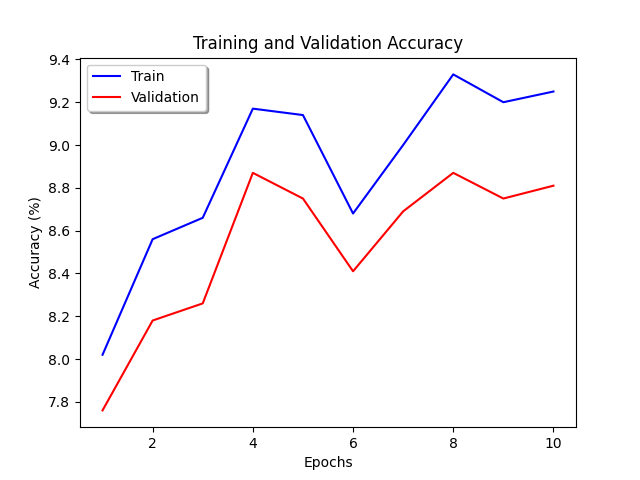 Training and Validation Accuracy
Train
Validation
Accuracy (%)
9.4
9.2
9.0
8.8
8.6
8.4
8.2
8.0
7.8
2 4 6 8 10
Epochs